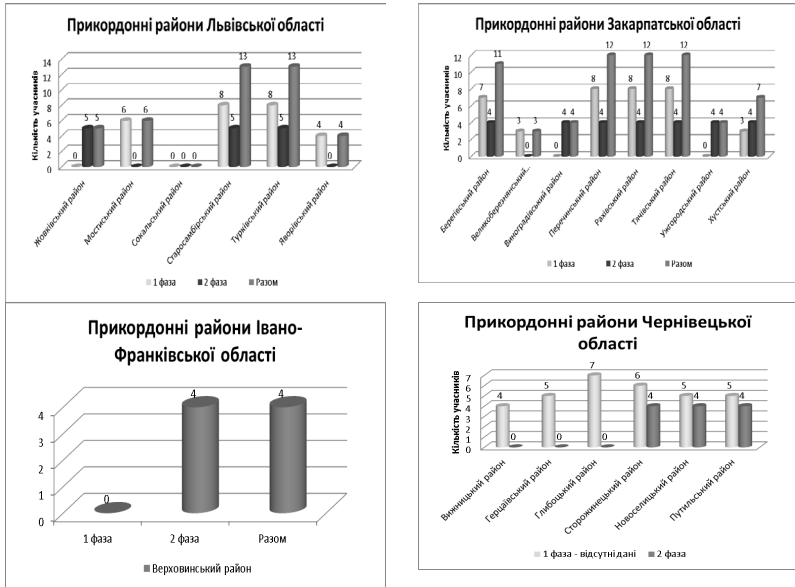 Прикордонні райони Львівської області
Кількість учасників
14
12
10
8
6
4
2
0
0 5 5
6 0 6
0 0 0
8 5 13
8 5 13
4 0 4
Жовківський район
Мостиський район
Сокальський район
Старосамбірський район
Турківський район
Яворівський район
1 фаза 2 фаза Разом
Прикордонні райони Закарпатської області
Кількість учасників
12
10
8
6
4
2
0
7 4 11
3 0 3
0 4 4
8 4 12
8 4 12
8 4 12
0 4 4
3 4 7
Берегівський район
Великоберезнянський...
Виноградівський район
Перечинський район
Рахівський район
Тячівський район
Ужгородський район
Хустський район
1 фаза 2 фаза Разом
Прикордонні райони Івано-
Франківської області
4
3
2
1
0
0 4 4
1 фаза 2 фаза Разом
Верховинський район
Прикордонні райони Чернівецької
області
Кількість учасників
7
6
5
4
3
2
1
0
4 0
5 0
7 0
6 4
5 4
5 4
Вижницький район
Герцаївський район
Глибоцький район
Сторожинецький район
Новоселицький район
Путильський район
1 фаза - відсутні дані 2 фаза